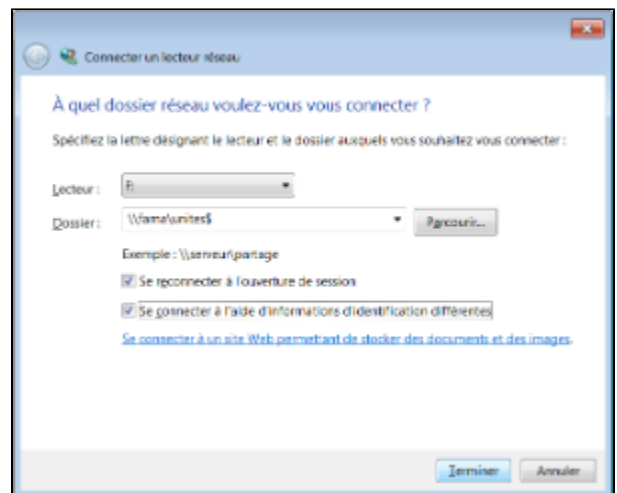 Connecter un lecteur réseau
À quel dossier réseau voulez-vous vous connecter ?
Spécifiez la lettre désignant le lecteur et le dossier auxquels vous souhaitez vous connecter :
Lecteur :
Dossier : \\fama\unites$ Parcourir...
Exemple : \\serveur\partage
Se reconnecter à l'ouverture de session
Se connecter à l'aide d'informations d'identification différentes
Se connecter à un site Web permettant de stocker des documents et des images.
Terminer Annuler